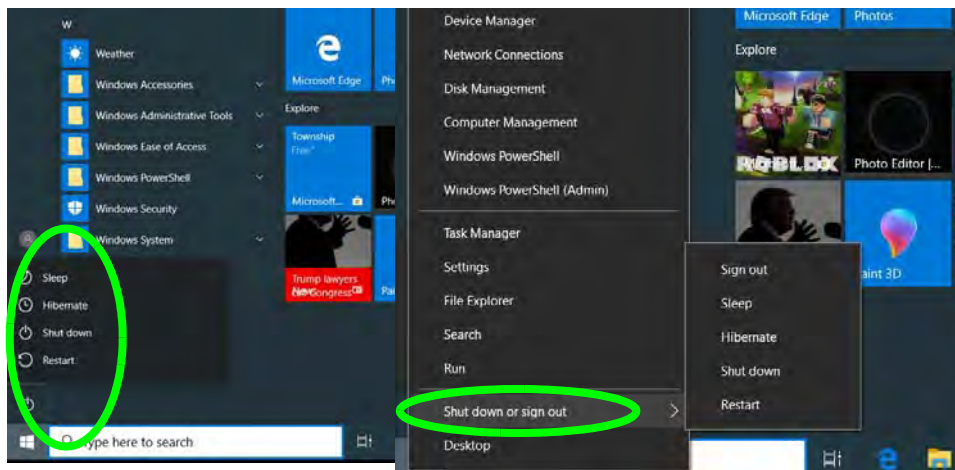 W
Weather
Windows Accessories
Windows Administrative Tools
Windows Ease of Access
Windows PowerShell
Windows Security
Windows System
Sleep
Hibernate
Shut down
Restart
Type here to search
Microsoft Edge
Explore
Township
Free*
Microsoft...
Trump lawyers
Congress
Device Manager
Network Connections
Disk Management
Computer Management
Windows PowerShell
Windows PowerShell (Admin)
Task Manager
Settings
File Explorer
Search
Run
Shut down or sign out
Desktop
Sign out
Sleep
Hibernate
Shut down
Restart
Microsoft Edge Photos
Explore
ROBLOX
Photo Editor |...
aint 3D